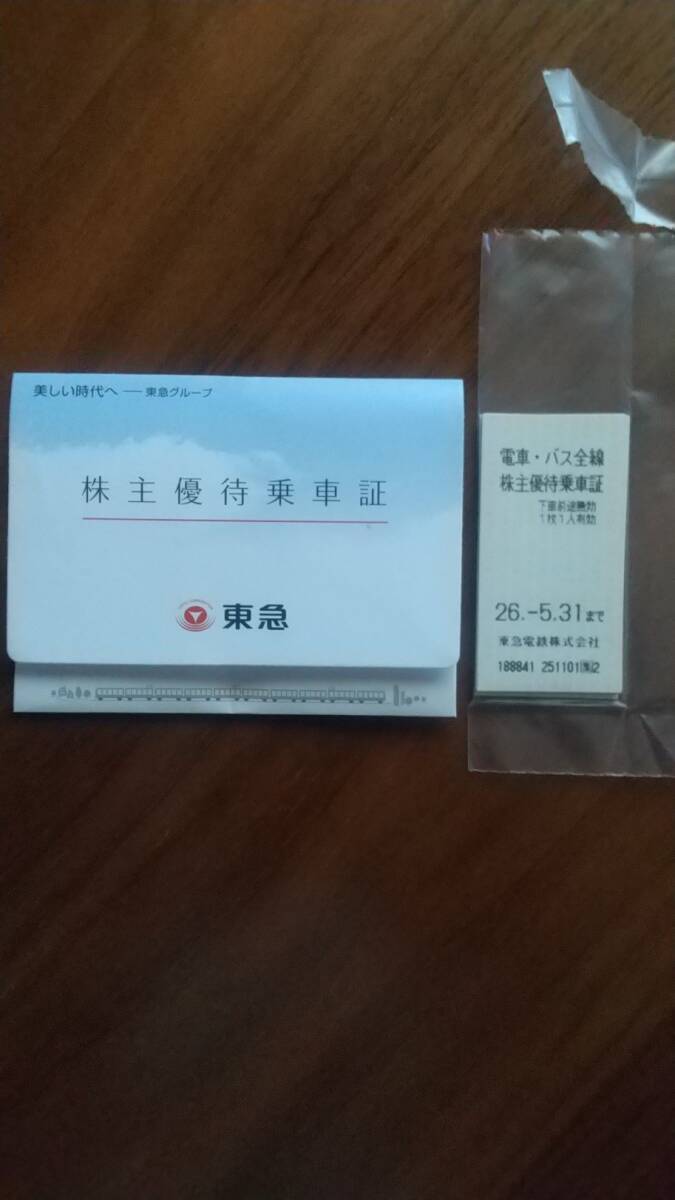 美しい時代へ ― 東急グループ
株主優待乗車証
東急
電車・バス全線
株主優待乗車証
下車前途無効
1枚1人有効
26.-5.31まで
東急電鉄株式会社
188841 251101